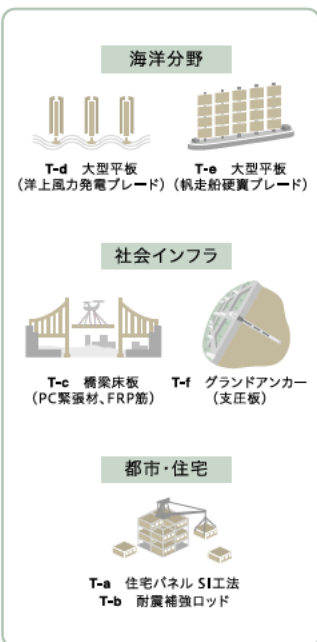 海洋分野
T-d 大型平板
(洋上風力発電ブレード)
T-e 大型平板
(帆走船硬翼ブレード)
社会インフラ
T-c 橋梁床板
(PC緊張材、FRP筋)
T-f グランドアンカー
(支圧板)
都市・住宅
T-a 住宅パネル SI工法
T-b 耐震補強ロッド